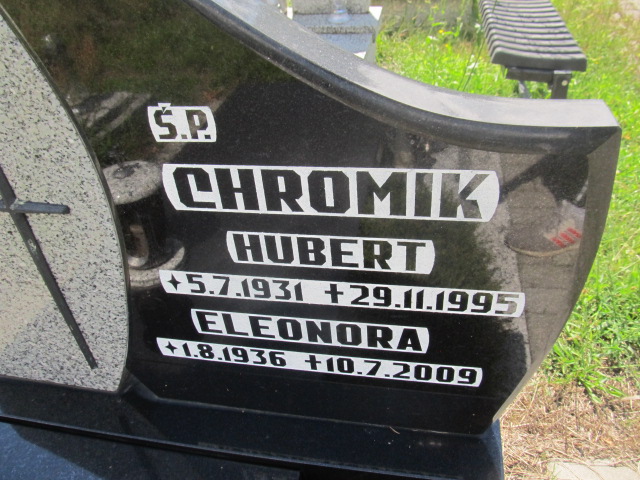 Ś.P.
CHROMIK
HUBERT
✦5.7.1931 ✝29.11.1995
ELEONORA
✦1.8.1936 ✝10.7.2009